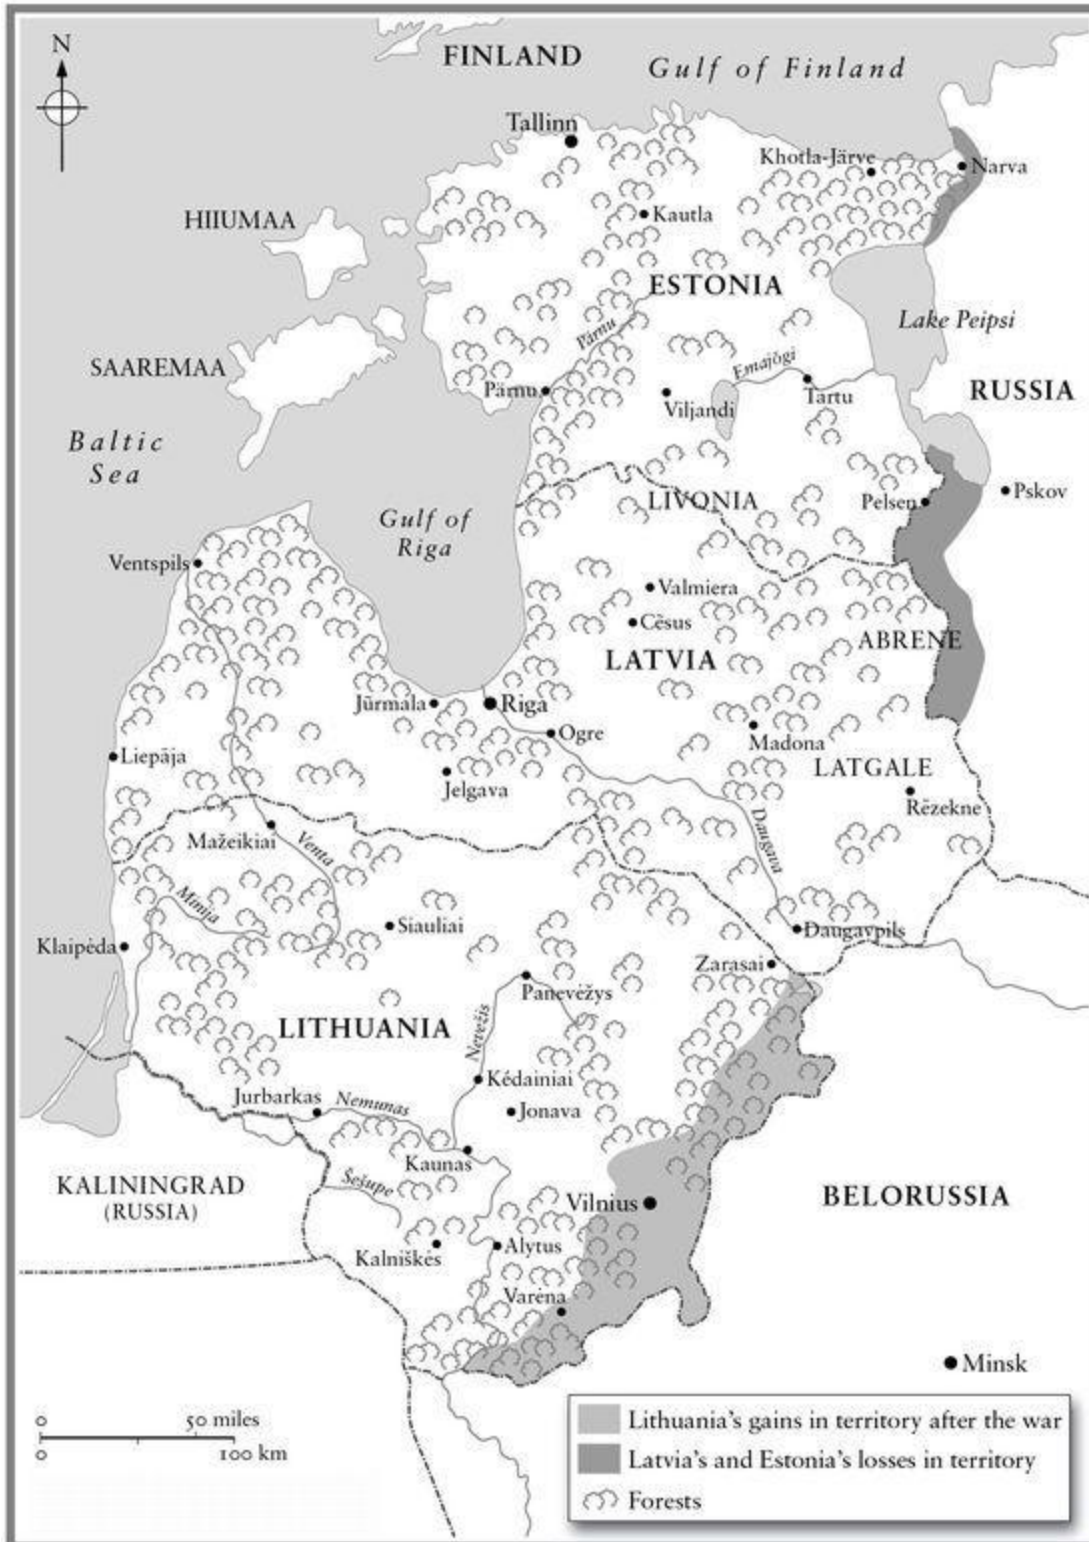 N
FINLAND
Gulf of Finland
Tallinn
Khotla-Järve
Narva
HIIUMAA
Kautla
ESTONIA
Lake Peipsi
SAAREMAA
Pärnu
Emajõgi
Pärnu
Viljandi
Tartu
RUSSIA
Baltic
Sea
LIVONIA
Pelsen
Pskov
Gulf of
Riga
Ventspils
Valmiera
Cēsus
ABRENE
LATVIA
Jūrmala
Riga
Ogre
Madona
Liepāja
LATGALE
Jelgava
Rēzekne
Daugava
Mažeikiai
Venta
Minija
Siauliai
Daugavpils
Klaipėda
Zarasai
Panevėžys
LITHUANIA
Nevėžis
Kėdainiai
Jurbarkas
Nemunas
Jonava
Kaunas
KALININGRAD
(RUSSIA)
Šešupe
Vilnius
BELORUSSIA
Kalniškės
Alytus
Varėna
Minsk
0 50 miles
0 100 km
Lithuania's gains in territory after the war
Latvia's and Estonia's losses in territory
Forests